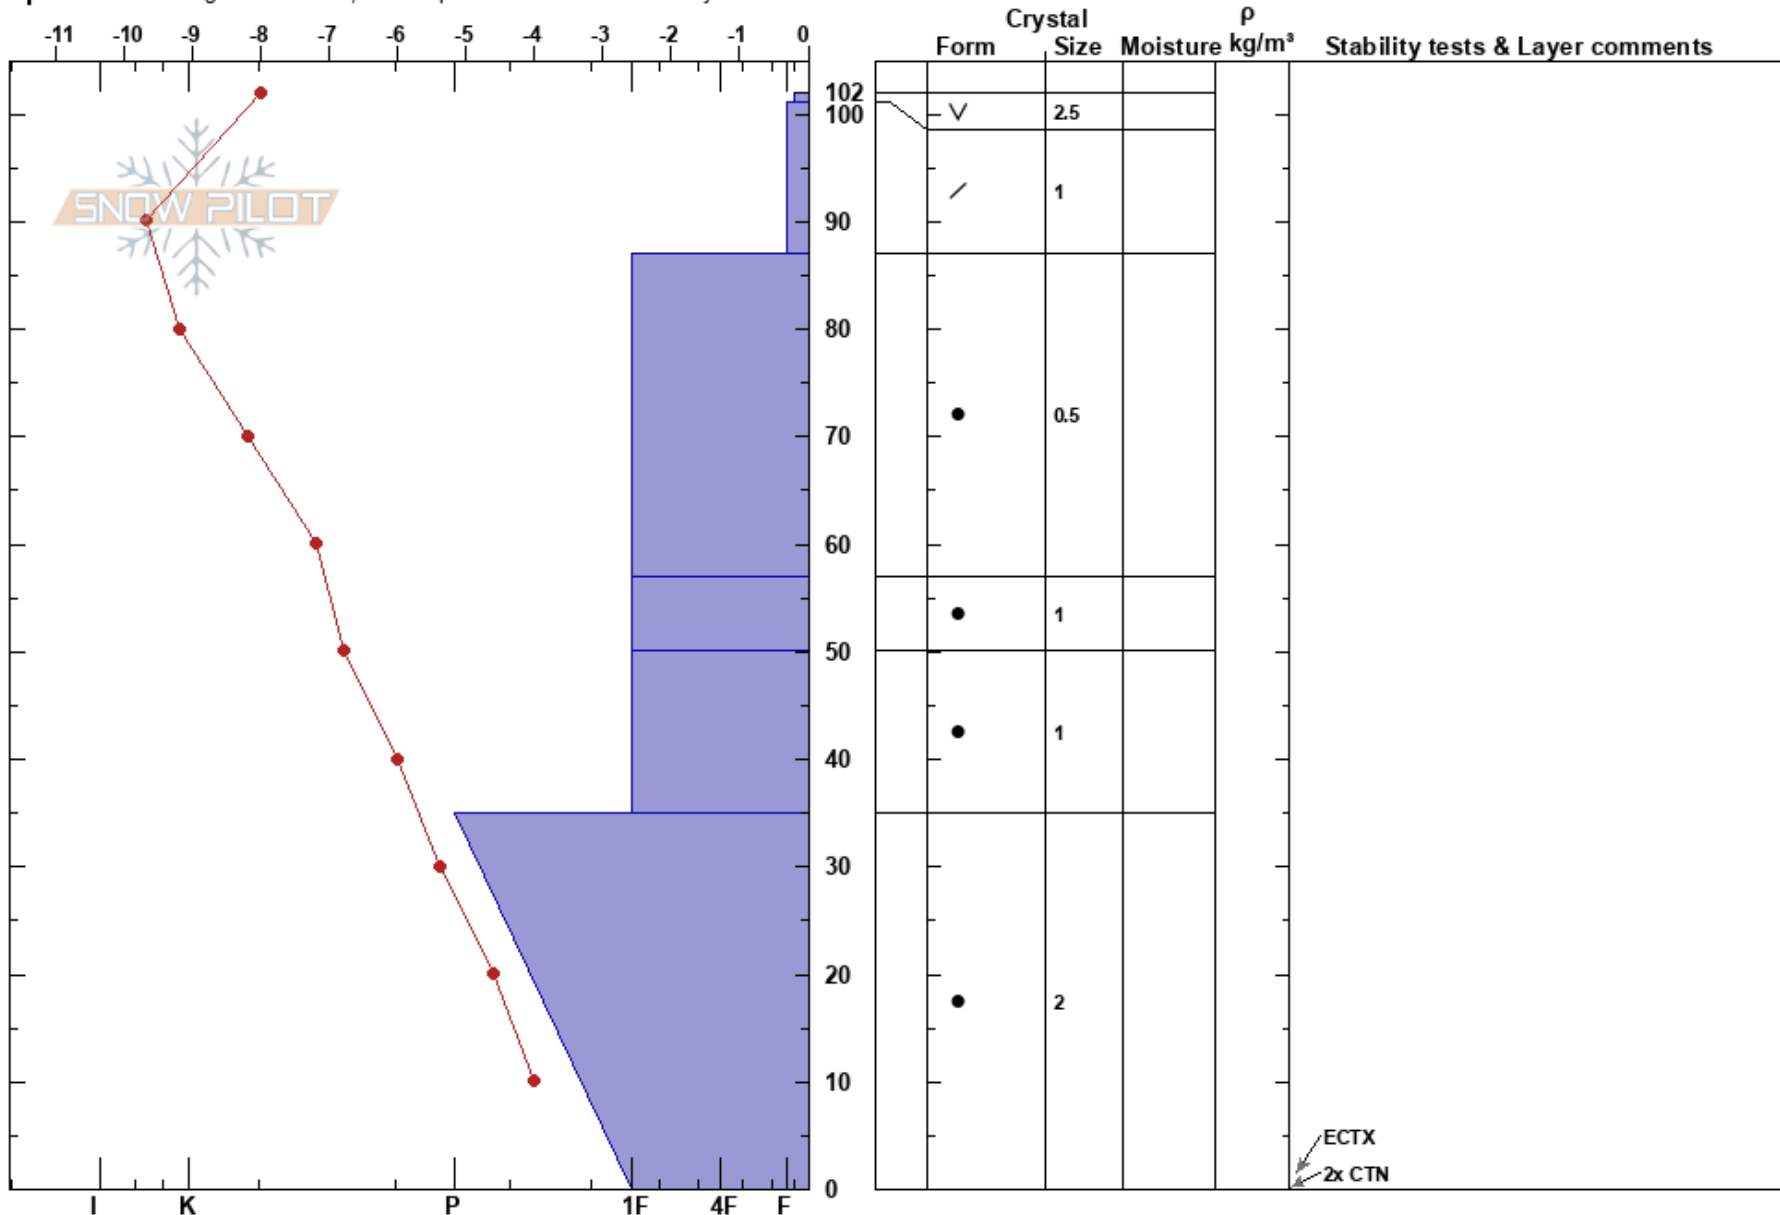 -11 -10 -9 -8 -7 -6 -5 -4 -3 -2 -1 0
Crystal
Form Size Moisture ρ kg/m³ Stability tests & Layer comments
SNOW PILOT
102
100
90
80
70
60
50
40
30
20
10
0
2.5
1
0.5
1
1
2
ECTX
2x CTN
I K P 1F 4F F